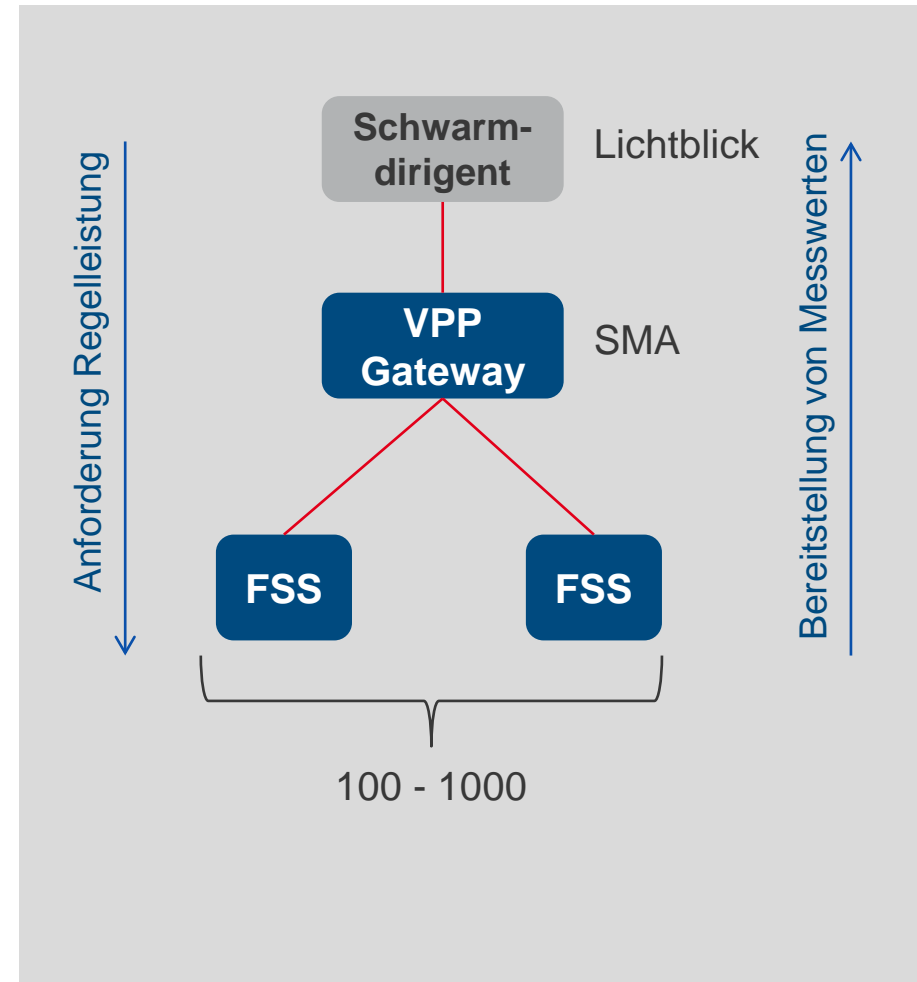 Schwarm-
dirigent
Lichtblick
Anforderung Regelleistung
Bereitstellung von Messwerten
VPP
Gateway
SMA
FSS
FSS
100 - 1000